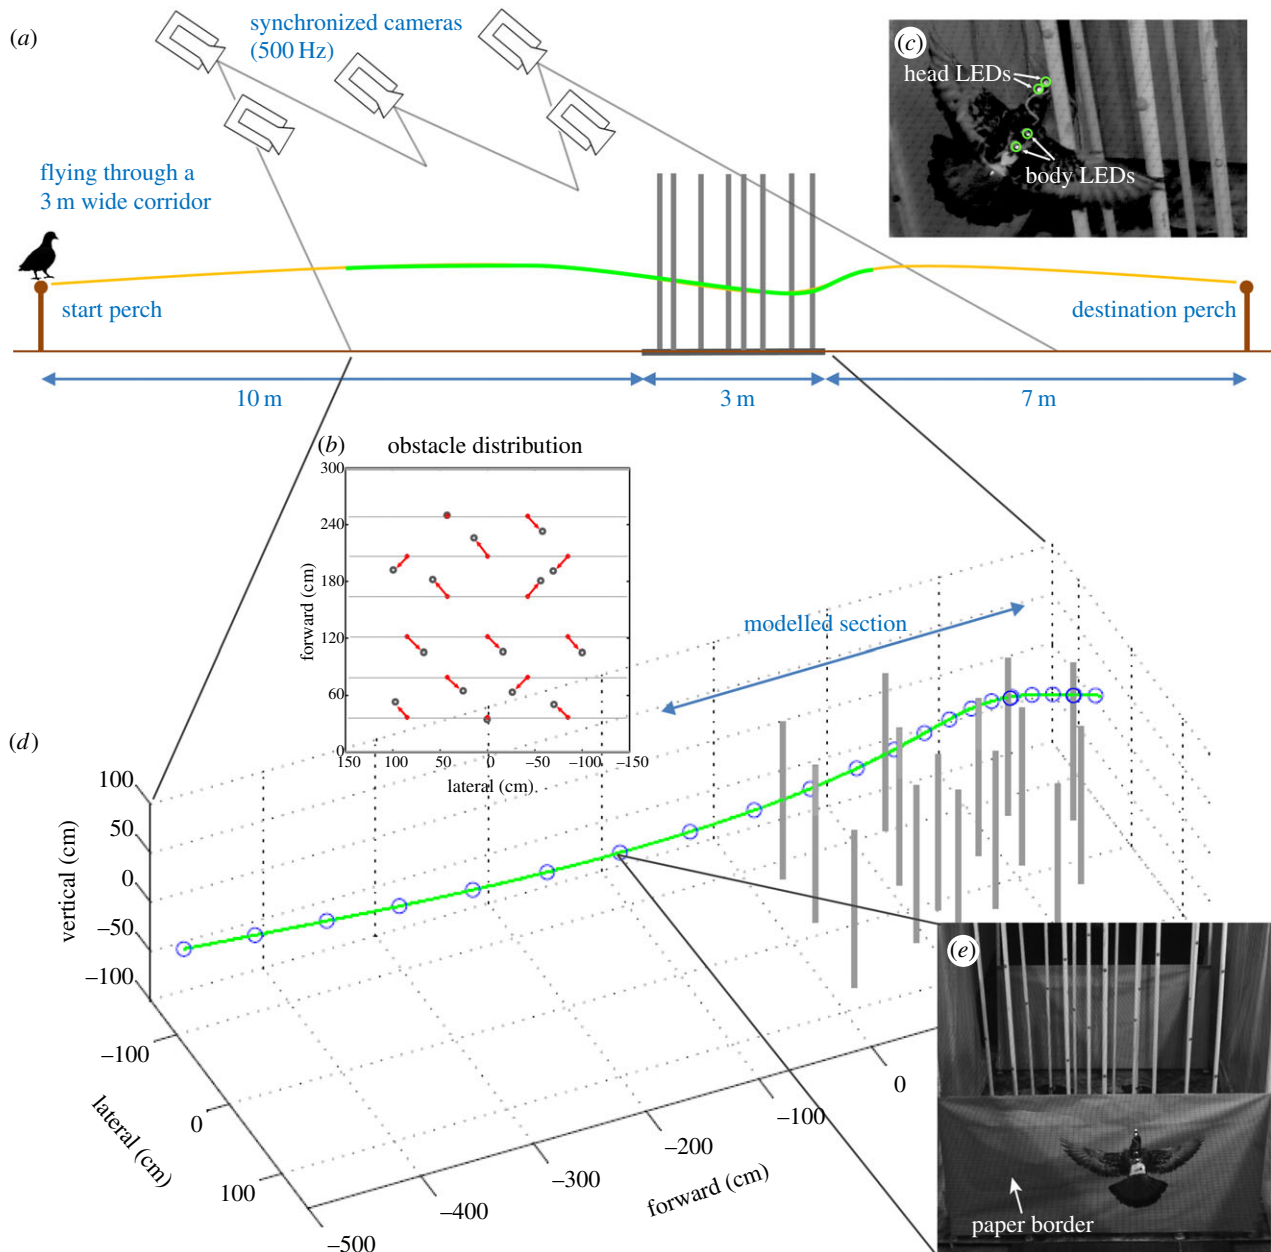 (a)
synchronized cameras
(500 Hz)
(c)
head LEDs
body LEDs
flying through a
3 m wide corridor
start perch
destination perch
10 m
3 m
7 m
(b)
obstacle distribution
300
240
180
120
60
0
forward (cm)
150
100
50
0
−50
−100
−150
lateral (cm)
modelled section
(d)
100
50
0
−50
−100
vertical (cm)
−100
0
100
lateral (cm)
−500
−400
−300
−200
−100
0
forward (cm)
(e)
paper border